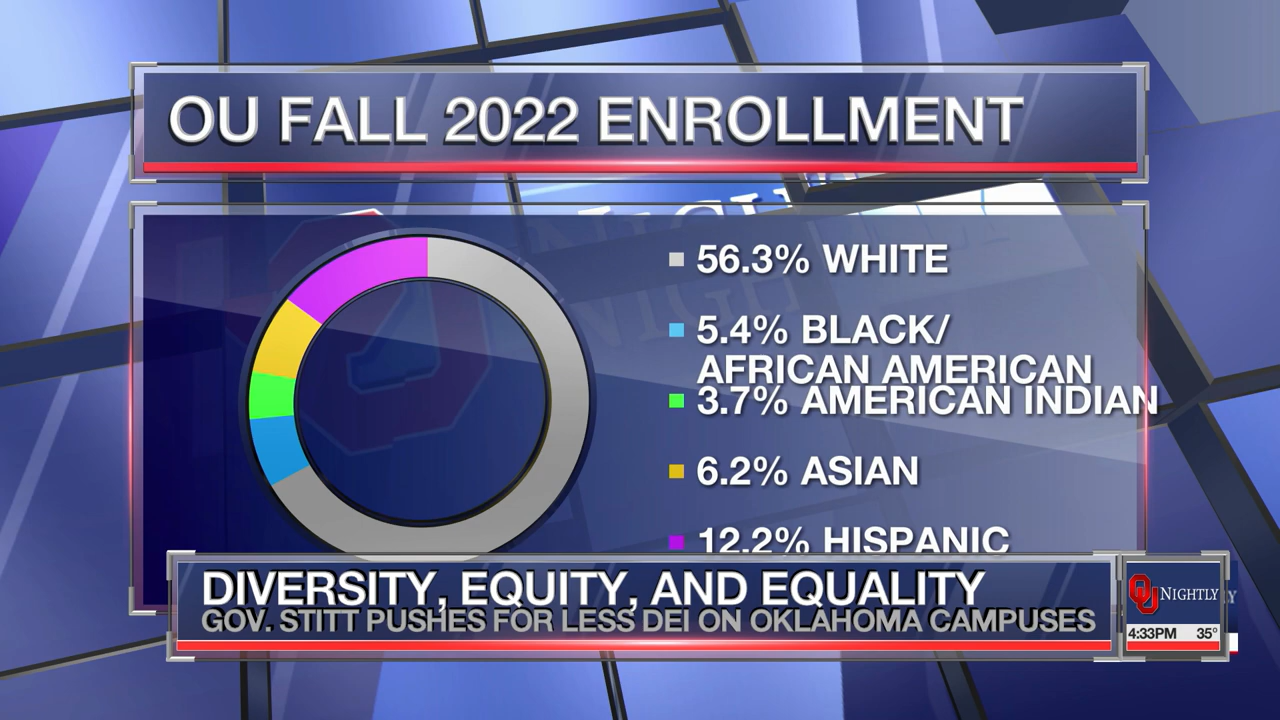 OU FALL 2022 ENROLLMENT
56.3% WHITE
5.4% BLACK/
AFRICAN AMERICAN
3.7% AMERICAN INDIAN
6.2% ASIAN
12.2% HISPANIC
DIVERSITY, EQUITY, AND EQUALITY
GOV. STITT PUSHES FOR LESS DEI ON OKLAHOMA CAMPUSES
OU NIGHTLY
4:33PM 35°